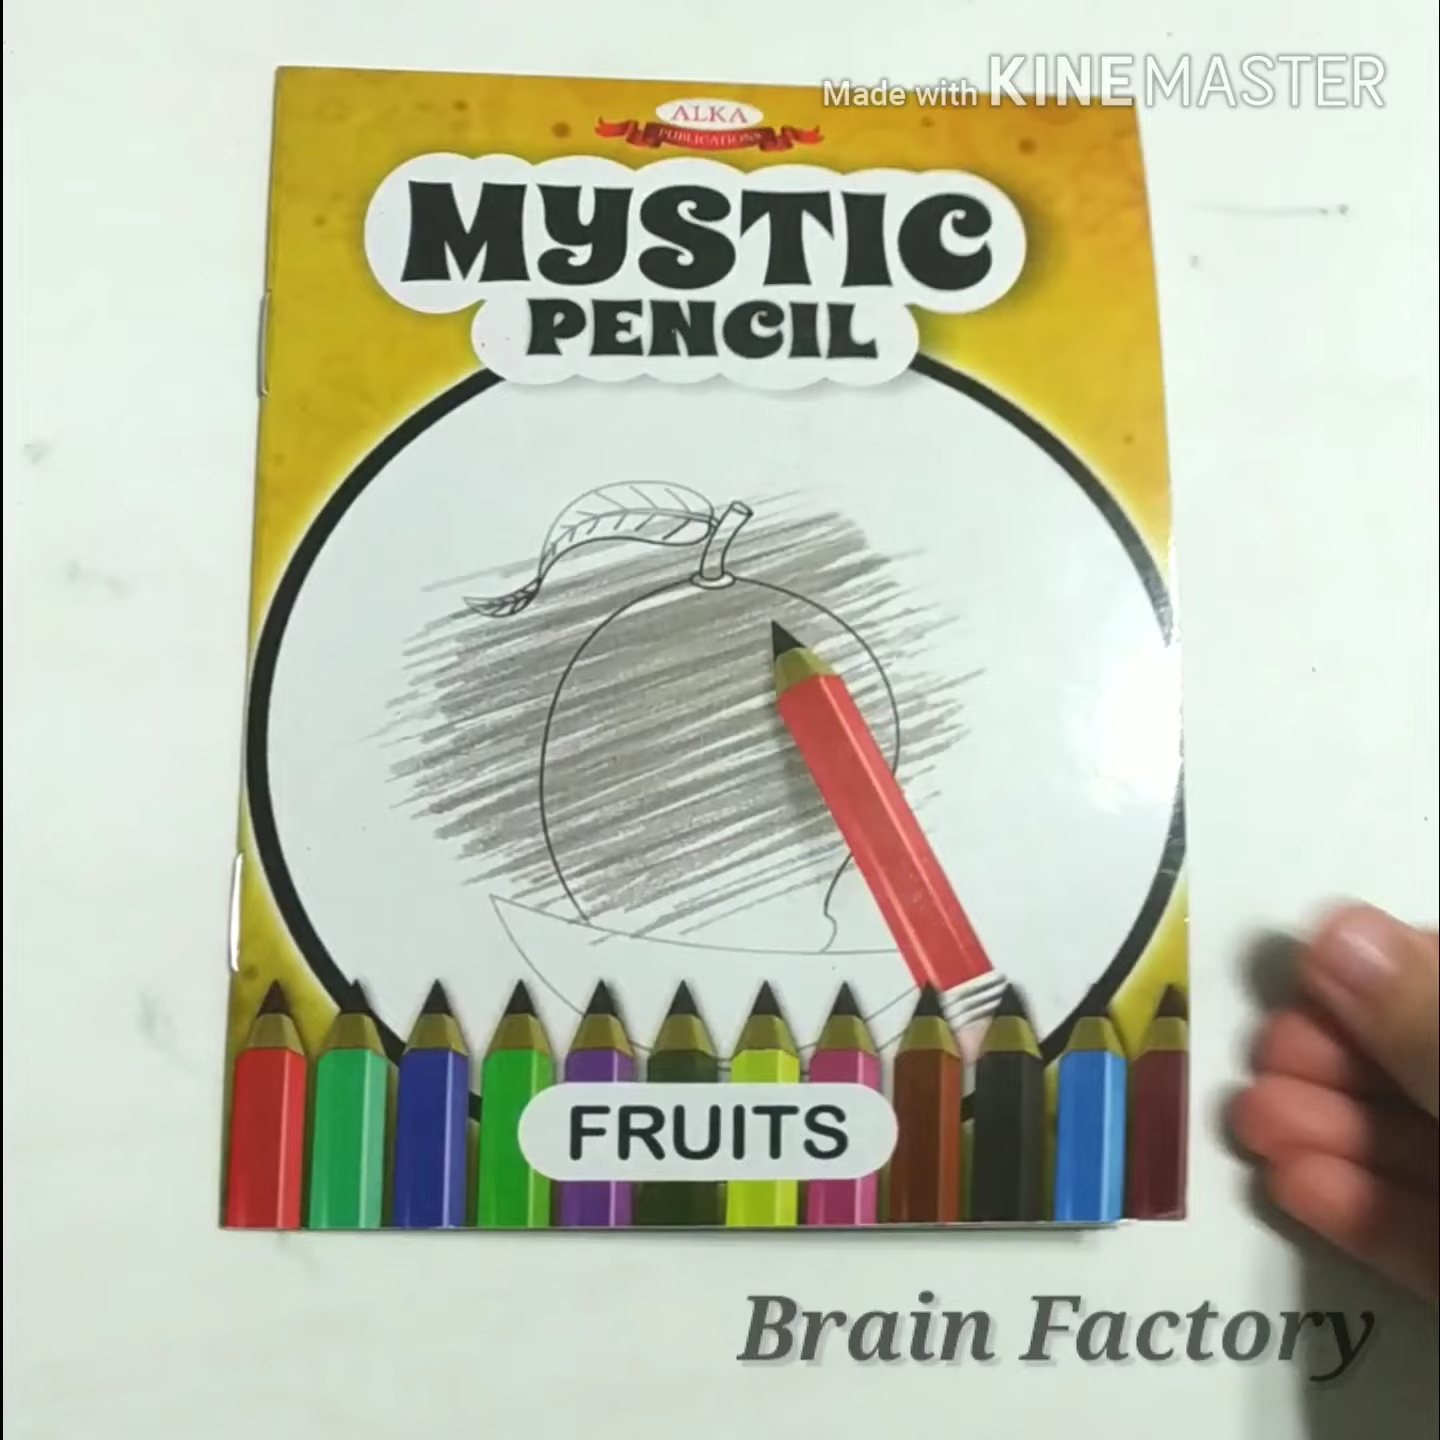 Made with KINEMASTER
ALKA
PUBLICATIONS
MYSTIC
PENCIL
FRUITS
Brain Factory